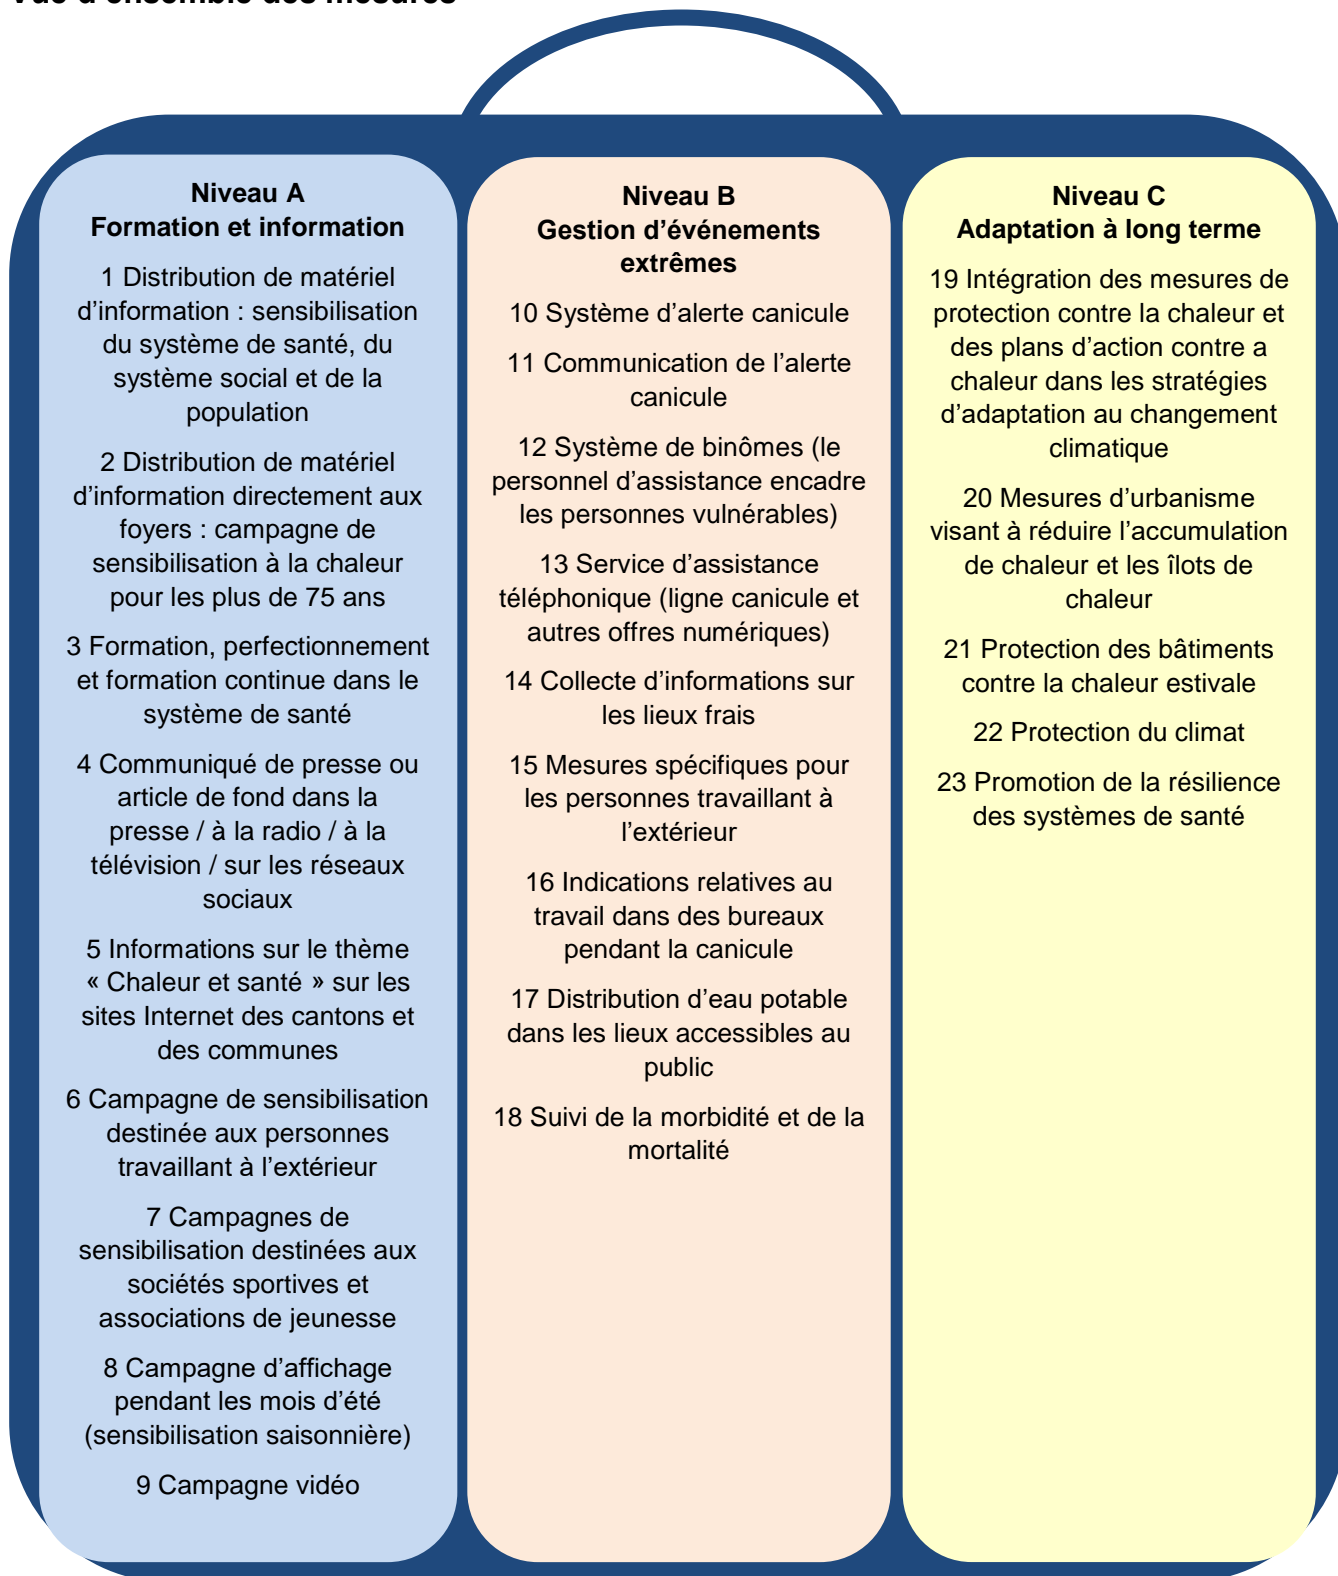 Vue d'ensemble des mesures
Niveau A
Formation et information
1 Distribution de matériel
d’information : sensibilisation
du système de santé, du
système social et de la
population
2 Distribution de matériel
d’information directement aux
foyers : campagne de
sensibilisation à la chaleur
pour les plus de 75 ans
3 Formation, perfectionnement
et formation continue dans le
système de santé
4 Communiqué de presse ou
article de fond dans la
presse / à la radio / à la
télévision / sur les réseaux
sociaux
5 Informations sur le thème
« Chaleur et santé » sur les
sites Internet des cantons et
des communes
6 Campagne de sensibilisation
destinée aux personnes
travaillant à l’extérieur
7 Campagnes de
sensibilisation destinées aux
sociétés sportives et
associations de jeunesse
8 Campagne d’affichage
pendant les mois d’été
(sensibilisation saisonnière)
9 Campagne vidéo
Niveau B
Gestion d’événements
extrêmes
10 Système d’alerte canicule
11 Communication de l’alerte
canicule
12 Système de binômes (le
personnel d’assistance encadre
les personnes vulnérables)
13 Service d’assistance
téléphonique (ligne canicule et
autres offres numériques)
14 Collecte d’informations sur
les lieux frais
15 Mesures spécifiques pour
les personnes travaillant à
l’extérieur
16 Indications relatives au
travail dans des bureaux
pendant la canicule
17 Distribution d’eau potable
dans les lieux accessibles au
public
18 Suivi de la morbidité et de la
mortalité
Niveau C
Adaptation à long terme
19 Intégration des mesures de
protection contre la chaleur et
des plans d’action contre a
chaleur dans les stratégies
d’adaptation au changement
climatique
20 Mesures d’urbanisme
visant à réduire l’accumulation
de chaleur et les îlots de
chaleur
21 Protection des bâtiments
contre la chaleur estivale
22 Protection du climat
23 Promotion de la résilience
des systèmes de santé